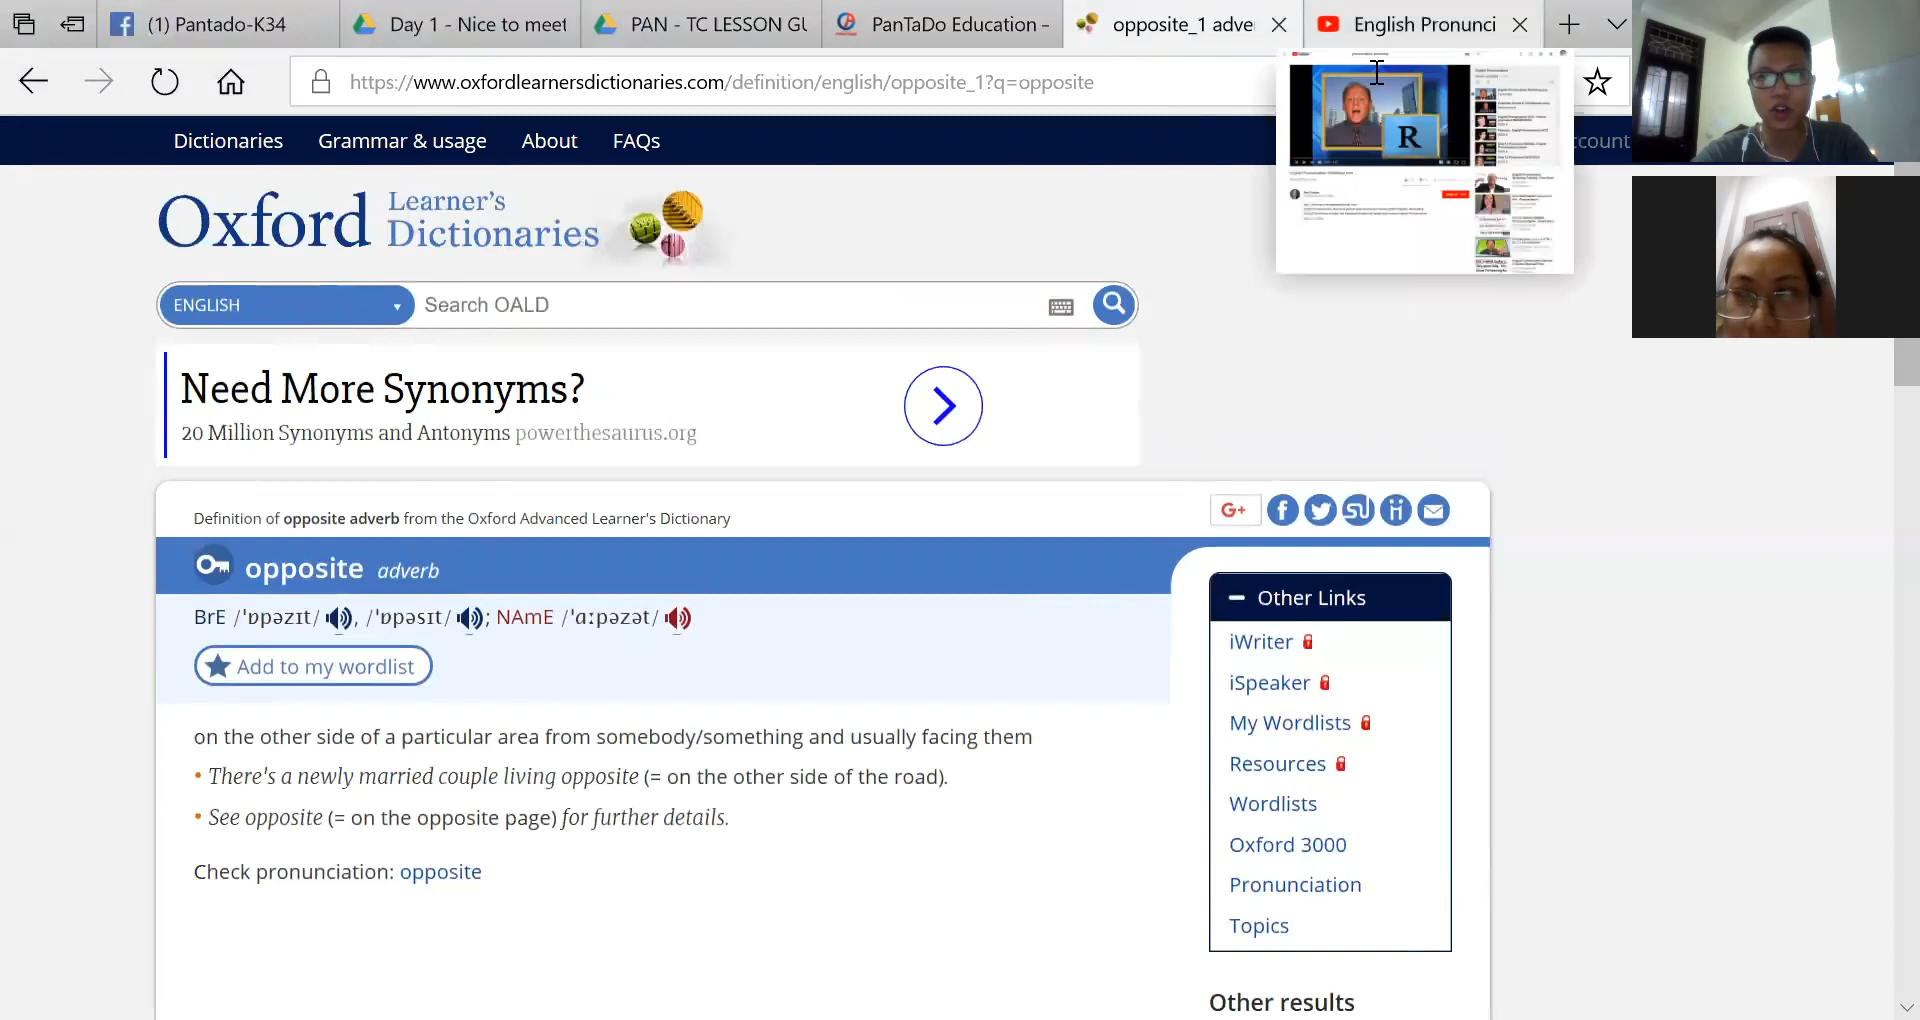 (1) Pantado-K34
Day 1 - Nice to meet
PAN - TC LESSON GU
PanTaDo Education –
opposite_1 adve
English Pronunci
https://www.oxfordlearnersdictionaries.com/definition/english/opposite_1?q=opposite
Dictionaries
Grammar & usage
About
FAQs
ccount
R
Oxford Learner's Dictionaries
ENGLISH
Search OALD
Need More Synonyms?
20 Million Synonyms and Antonyms powerthesaurus.org
Definition of opposite adverb from the Oxford Advanced Learner's Dictionary
G+
opposite adverb
BrE /ˈɒpəzɪt/ , /ˈɒpəsɪt/ ; NAmE /ˈɑːpəzət/
Add to my wordlist
on the other side of a particular area from somebody/something and usually facing them
• There's a newly married couple living opposite (= on the other side of the road).
• See opposite (= on the opposite page) for further details.
Check pronunciation: opposite
Other Links
iWriter
iSpeaker
My Wordlists
Resources
Wordlists
Oxford 3000
Pronunciation
Topics
Other results